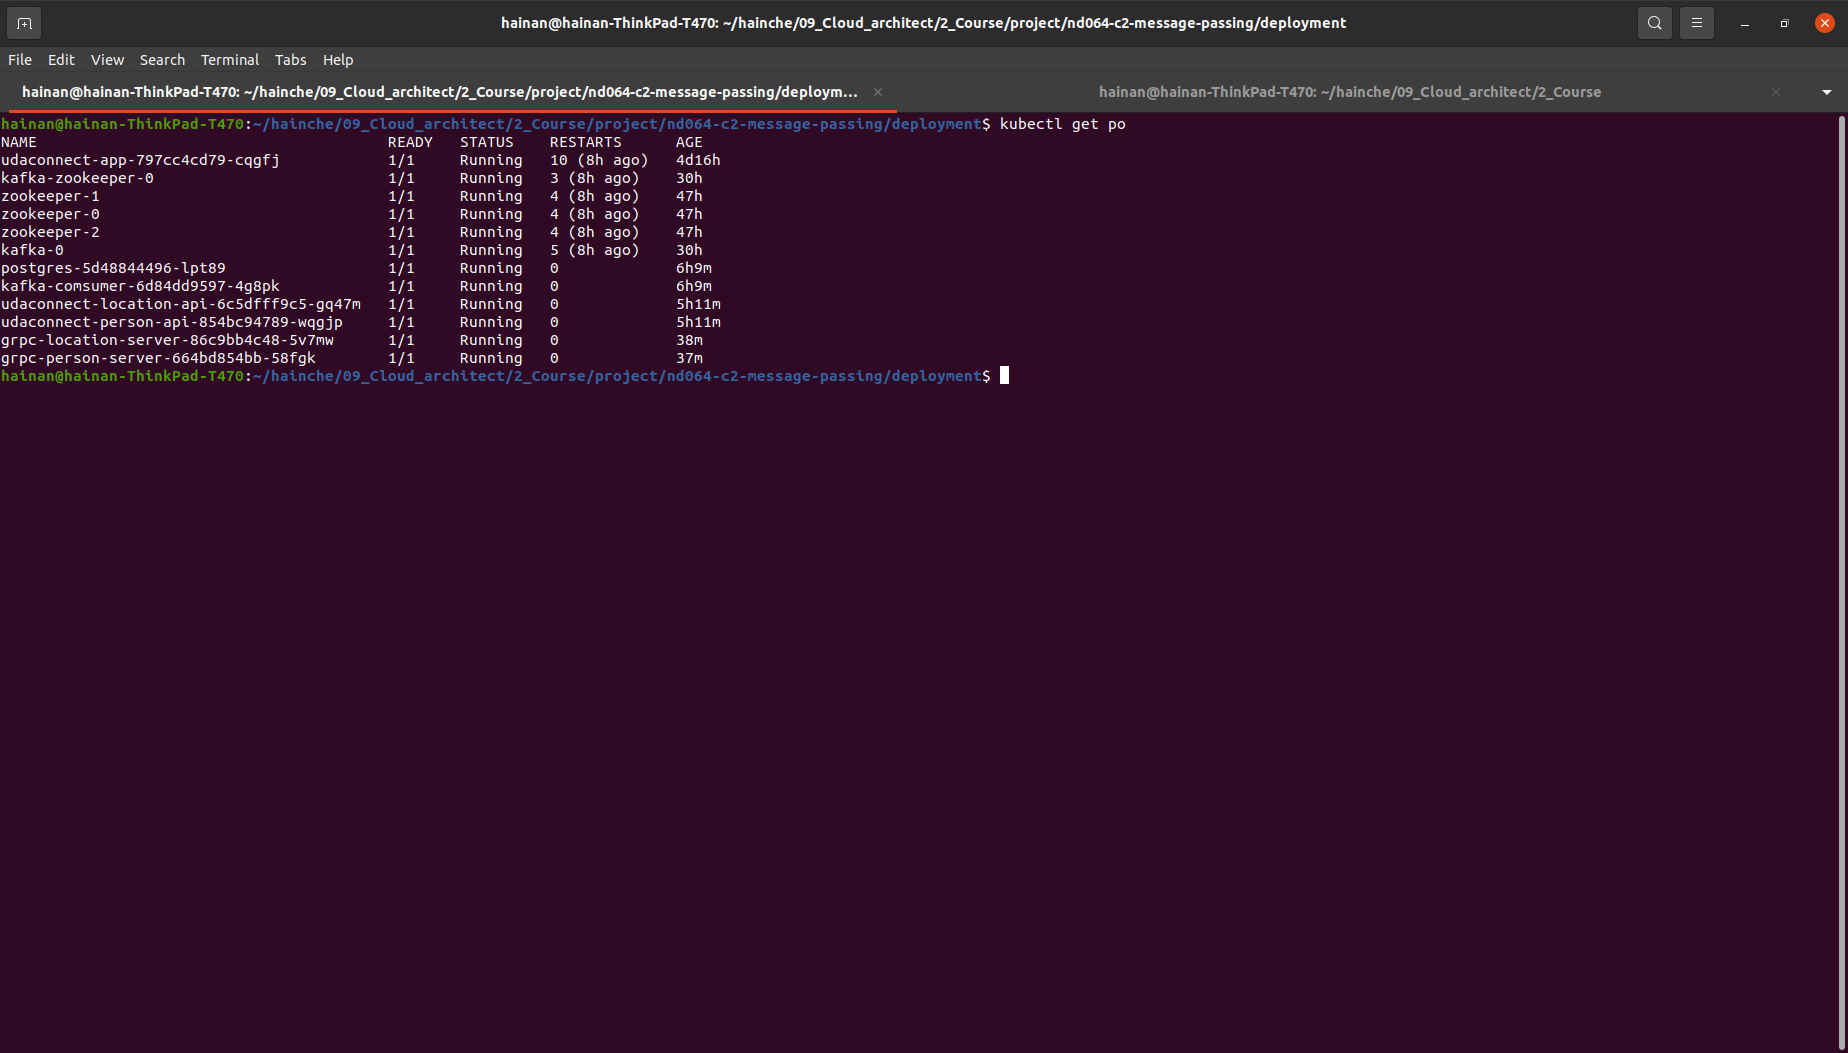 hainan@hainan-ThinkPad-T470: ~/hainche/09_Cloud_architect/2_Course/project/nd064-c2-message-passing/deployment
File Edit View Search Terminal Tabs Help
hainan@hainan-ThinkPad-T470: ~/hainche/09_Cloud_architect/2_Course/project/nd064-c2-message-passing/deploym... hainan@hainan-ThinkPad-T470: ~/hainche/09_Cloud_architect/2_Course
hainan@hainan-ThinkPad-T470:~/hainche/09_Cloud_architect/2_Course/project/nd064-c2-message-passing/deployment$ kubectl get po
NAME READY STATUS RESTARTS AGE
udaconnect-app-797cc4cd79-cqgfj 1/1 Running 10 (8h ago) 4d16h
kafka-zookeeper-0 1/1 Running 3 (8h ago) 30h
zookeeper-1 1/1 Running 4 (8h ago) 47h
zookeeper-0 1/1 Running 4 (8h ago) 47h
zookeeper-2 1/1 Running 4 (8h ago) 47h
kafka-0 1/1 Running 5 (8h ago) 30h
postgres-5d48844496-lpt89 1/1 Running 0 6h9m
kafka-comsumer-6d84dd9597-4g8pk 1/1 Running 0 6h9m
udaconnect-location-api-6c5dfff9c5-gq47m 1/1 Running 0 5h11m
udaconnect-person-api-854bc94789-wqgjp 1/1 Running 0 5h11m
grpc-location-server-86c9bb4c48-5v7mw 1/1 Running 0 38m
grpc-person-server-664bd854bb-58fgk 1/1 Running 0 37m
hainan@hainan-ThinkPad-T470:~/hainche/09_Cloud_architect/2_Course/project/nd064-c2-message-passing/deployment$